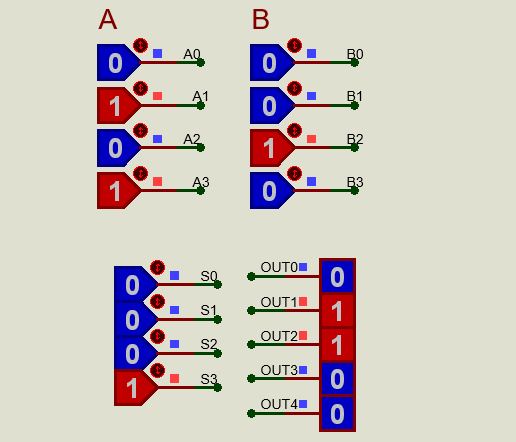 A B
0 A0 0 B0
1 A1 0 B1
0 A2 1 B2
1 A3 0 B3
0 S0 OUT0 0
0 S1 OUT1 1
0 S2 OUT2 1
1 S3 OUT3 0
OUT4 0